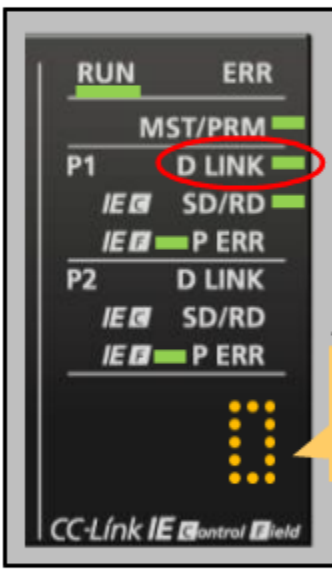 RUN ERR
MST/PRM
P1 D LINK
IE C SD/RD
IE F P ERR
P2 D LINK
IE C SD/RD
IE F P ERR
0
CC-Link IE Control Field